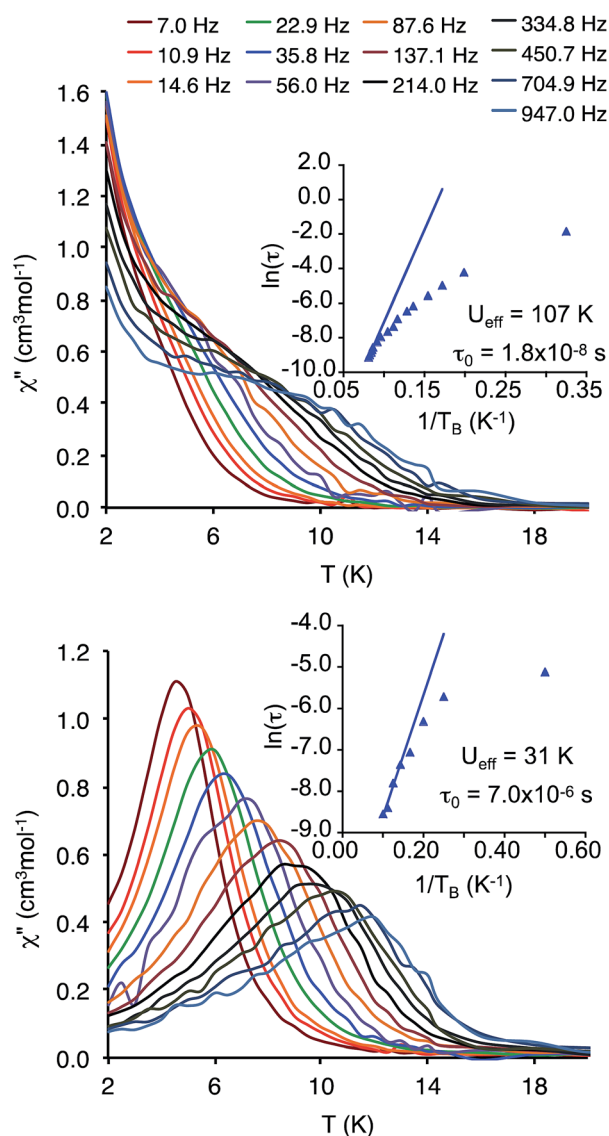 7.0 Hz 22.9 Hz 87.6 Hz 334.8 Hz
10.9 Hz 35.8 Hz 137.1 Hz 450.7 Hz
14.6 Hz 56.0 Hz 214.0 Hz 704.9 Hz
947.0 Hz
1.6
1.4
1.2
1.0
0.8
0.6
0.4
0.2
0.0
χ" (cm³mol⁻¹)
2 6 10 14 18
T (K)
2.0
0.0
-2.0
-4.0
-6.0
-8.0
-10.0
ln(τ)
U_eff = 107 K
τ₀ = 1.8x10⁻⁸ s
0.05 0.15 0.25 0.35
1/T_B (K⁻¹)
1.2
1.0
0.8
0.6
0.4
0.2
0.0
χ" (cm³mol⁻¹)
2 6 10 14 18
T (K)
-4.0
-5.0
-6.0
-7.0
-8.0
-9.0
ln(τ)
U_eff = 31 K
τ₀ = 7.0x10⁻⁶ s
0.00 0.20 0.40 0.60
1/T_B (K⁻¹)